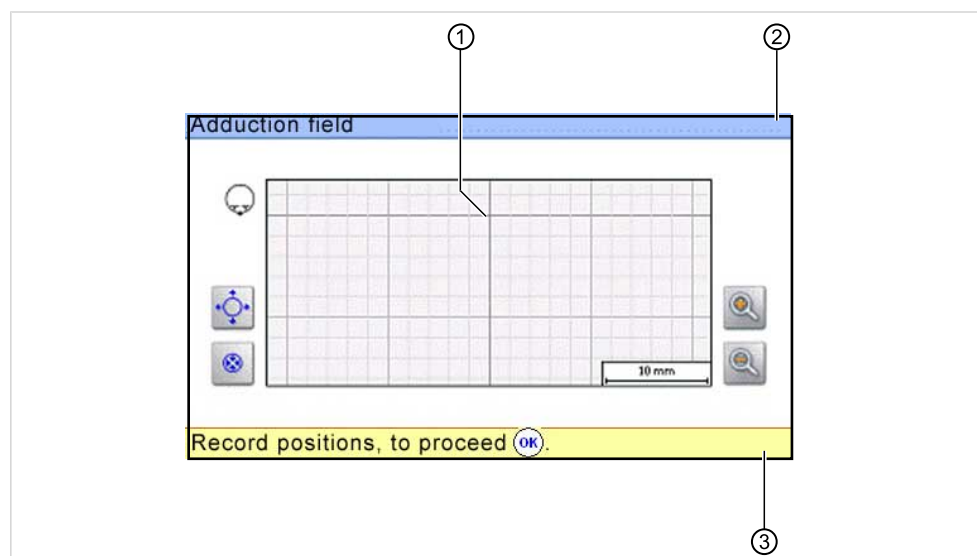 ① ②
Adduction field
10 mm
Record positions, to proceed OK.
③